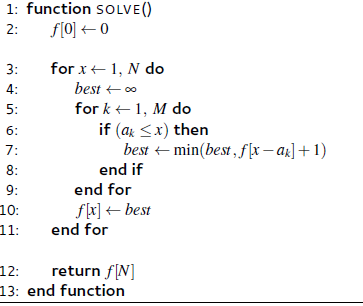 1: function SOLVE()
2: f[0] ← 0
3: for x ← 1, N do
4: best ← ∞
5: for k ← 1, M do
6: if (aₖ ≤ x) then
7: best ← min(best, f[x − aₖ] + 1)
8: end if
9: end for
10: f[x] ← best
11: end for
12: return f[N]
13: end function